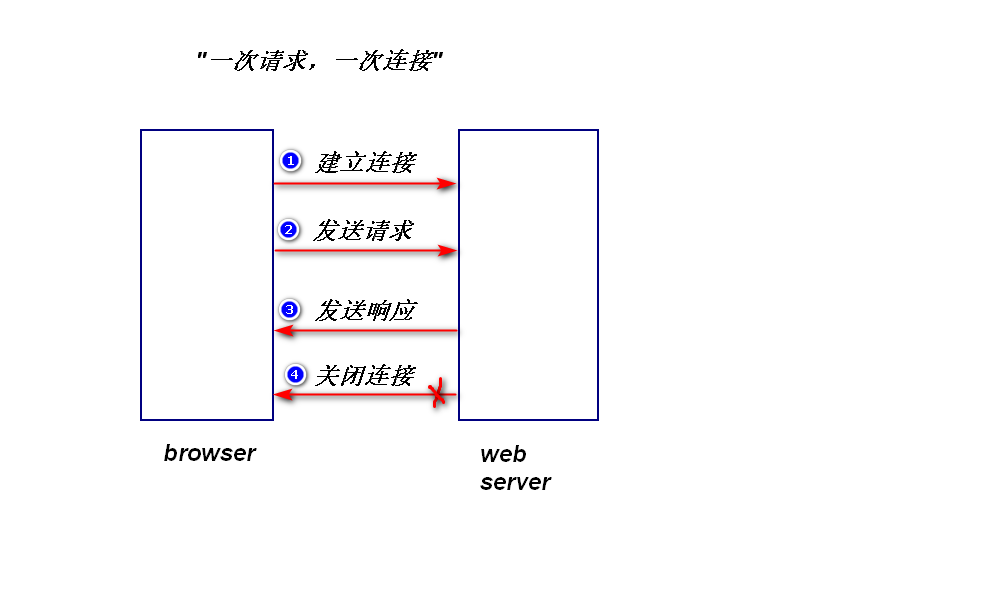 "一次请求，一次连接"
1 建立连接
2 发送请求
3 发送响应
4 关闭连接
browser
web
server